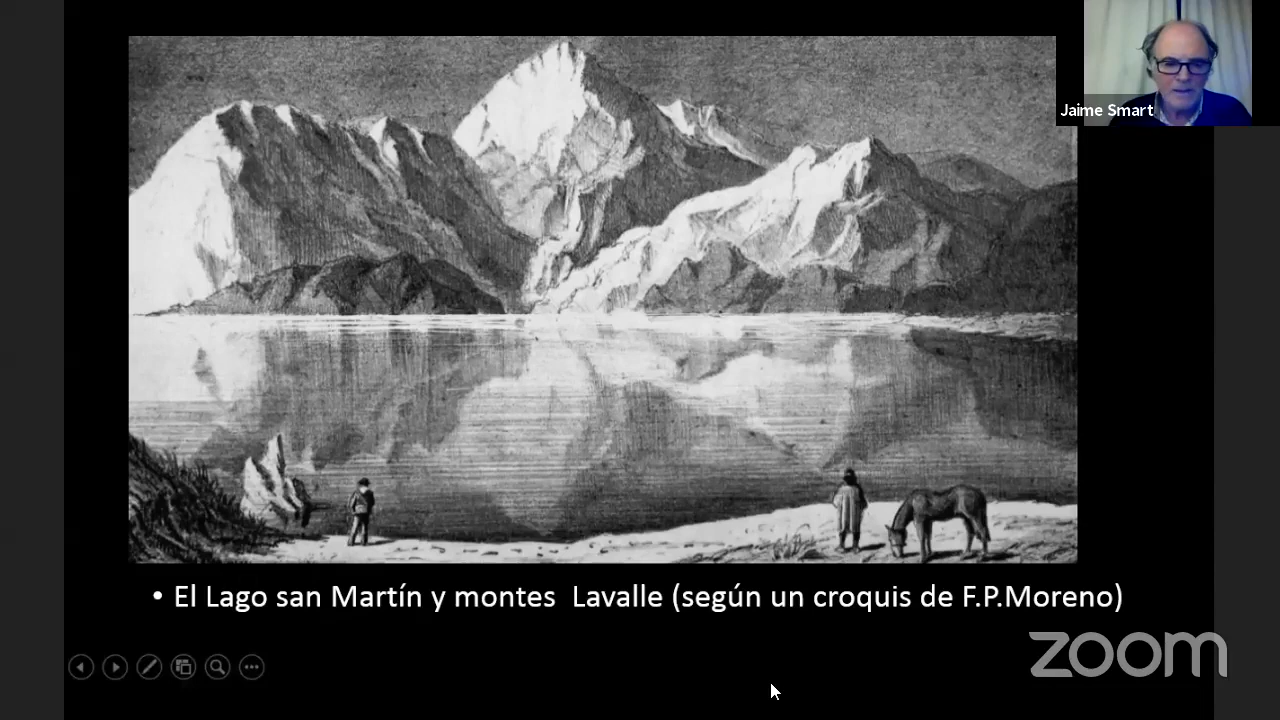 Jaime Smart
• El Lago san Martín y montes  Lavalle (según un croquis de F.P.Moreno)
zoom